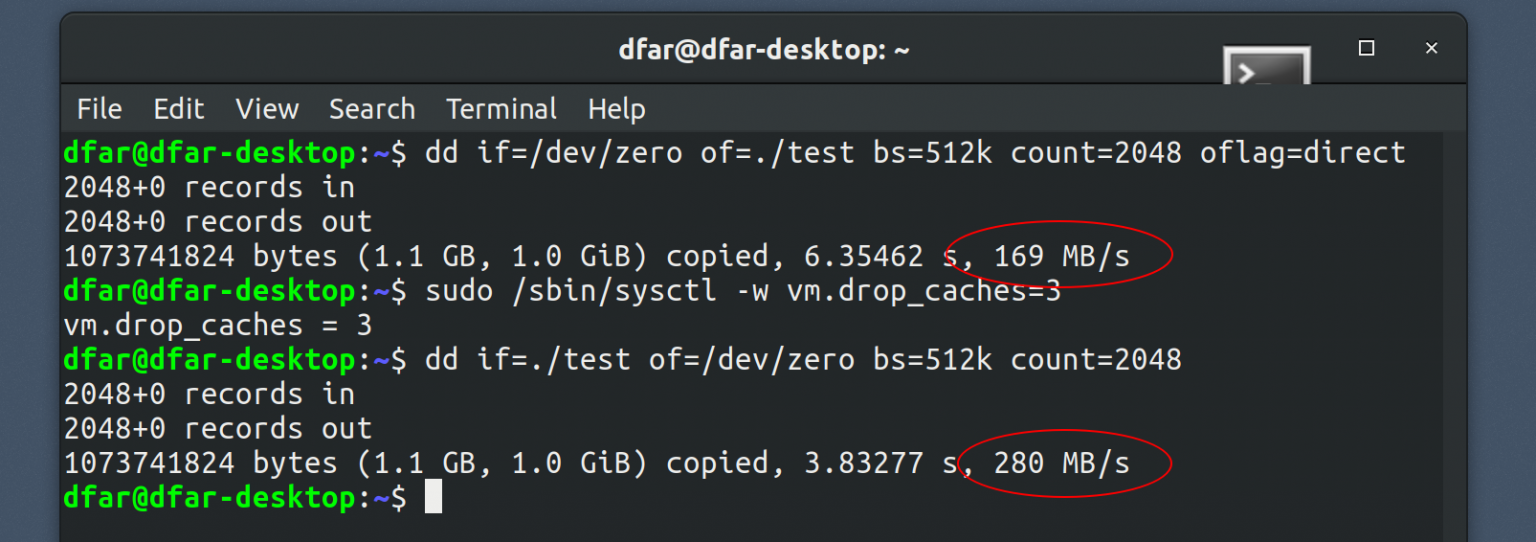 dfar@dfar-desktop: ~
File Edit View Search Terminal Help
dfar@dfar-desktop:~$ dd if=/dev/zero of=./test bs=512k count=2048 oflag=direct
2048+0 records in
2048+0 records out
1073741824 bytes (1.1 GB, 1.0 GiB) copied, 6.35462 s, 169 MB/s
dfar@dfar-desktop:~$ sudo /sbin/sysctl -w vm.drop_caches=3
vm.drop_caches = 3
dfar@dfar-desktop:~$ dd if=./test of=/dev/zero bs=512k count=2048
2048+0 records in
2048+0 records out
1073741824 bytes (1.1 GB, 1.0 GiB) copied, 3.83277 s, 280 MB/s
dfar@dfar-desktop:~$